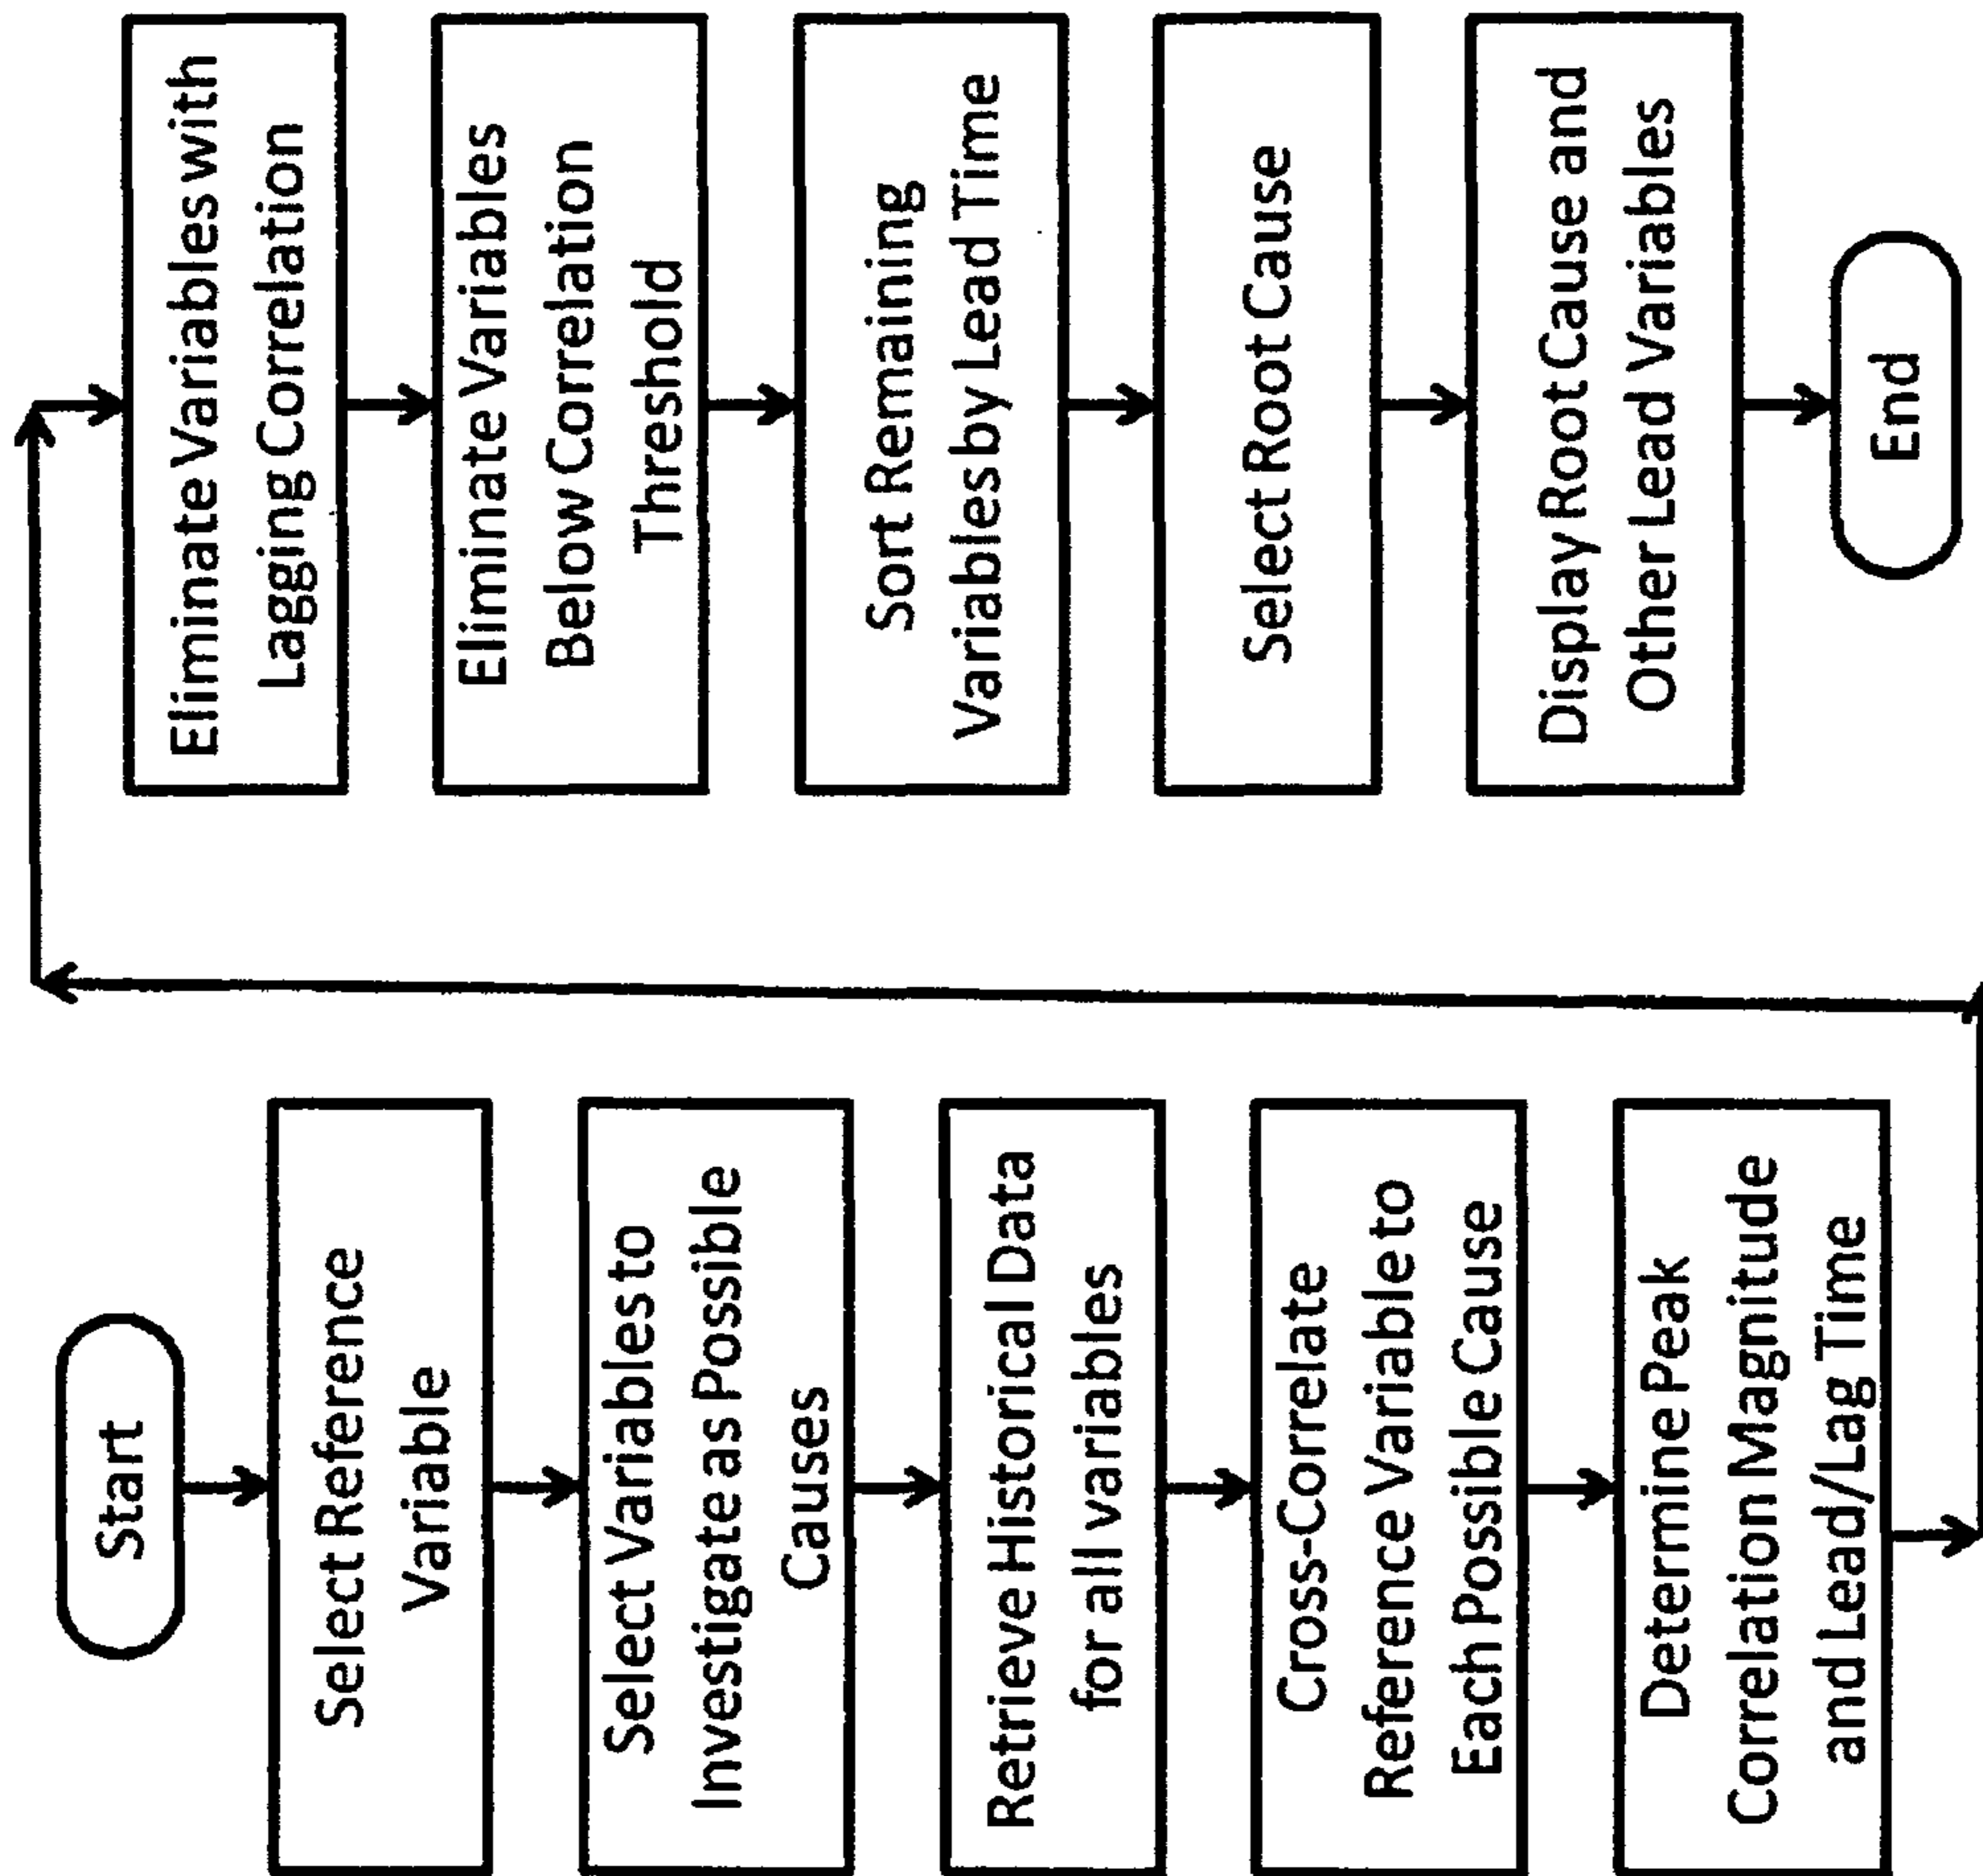 Start
Select Reference
Variable
Select Variables to
Investigate as Possible
Causes
Retrieve Historical Data
for all variables
Cross-Correlate
Reference Variable to
Each Possible Cause
Determine Peak
Correlation Magnitude
and Lead/Lag Time
Eliminate Variables with
Lagging Correlation
Eliminate Variables
Below Correlation
Threshold
Sort Remaining
Variables by Lead Time
Select Root Cause
Display Root Cause and
Other Lead Variables
End